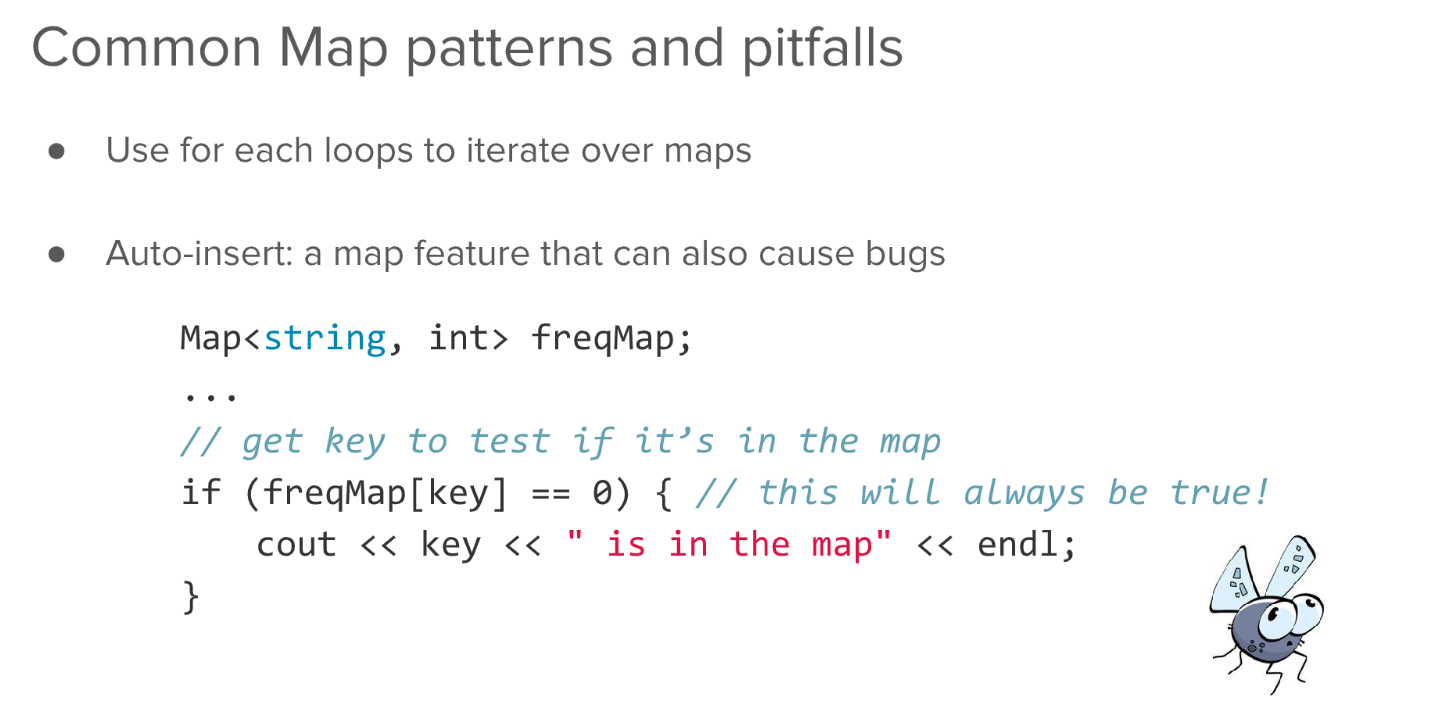 Common Map patterns and pitfalls
● Use for each loops to iterate over maps
● Auto-insert: a map feature that can also cause bugs
Map<string, int> freqMap;
...
// get key to test if it’s in the map
if (freqMap[key] == 0) { // this will always be true!
cout << key << " is in the map" << endl;
}